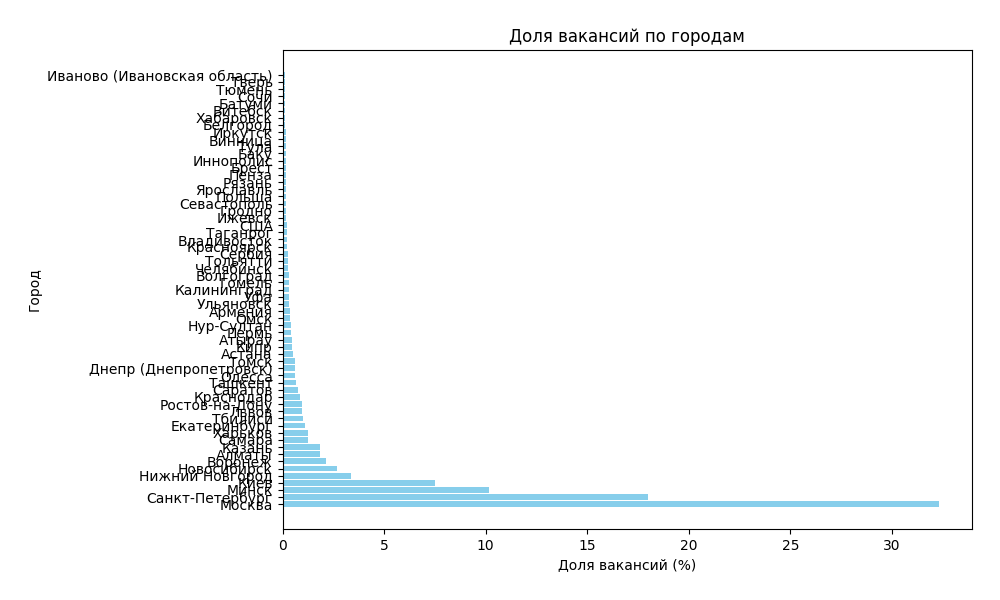 Доля вакансий по городам
Иваново (Ивановская область)
Тверь
Тюмень
Сочи
Батуми
Витебск
Хабаровск
Белгород
Иркутск
Винница
Тула
Баку
Иннополис
Брест
Пенза
Рязань
Ярославль
Польша
Севастополь
Гродно
Ижевск
США
Таганрог
Владивосток
Красноярск
Сербия
Тольятти
Челябинск
Волгоград
Гомель
Калининград
Уфа
Ульяновск
Армения
Омск
Нур-Султан
Пермь
Атырау
Кипр
Астана
Томск
Днепр (Днепропетровск)
Одесса
Ташкент
Саратов
Краснодар
Ростов-на-Дону
Львов
Тбилиси
Екатеринбург
Харьков
Самара
Казань
Алматы
Воронеж
Новосибирск
Нижний Новгород
Киев
Минск
Санкт-Петербург
Москва
Город
0 5 10 15 20 25 30
Доля вакансий (%)